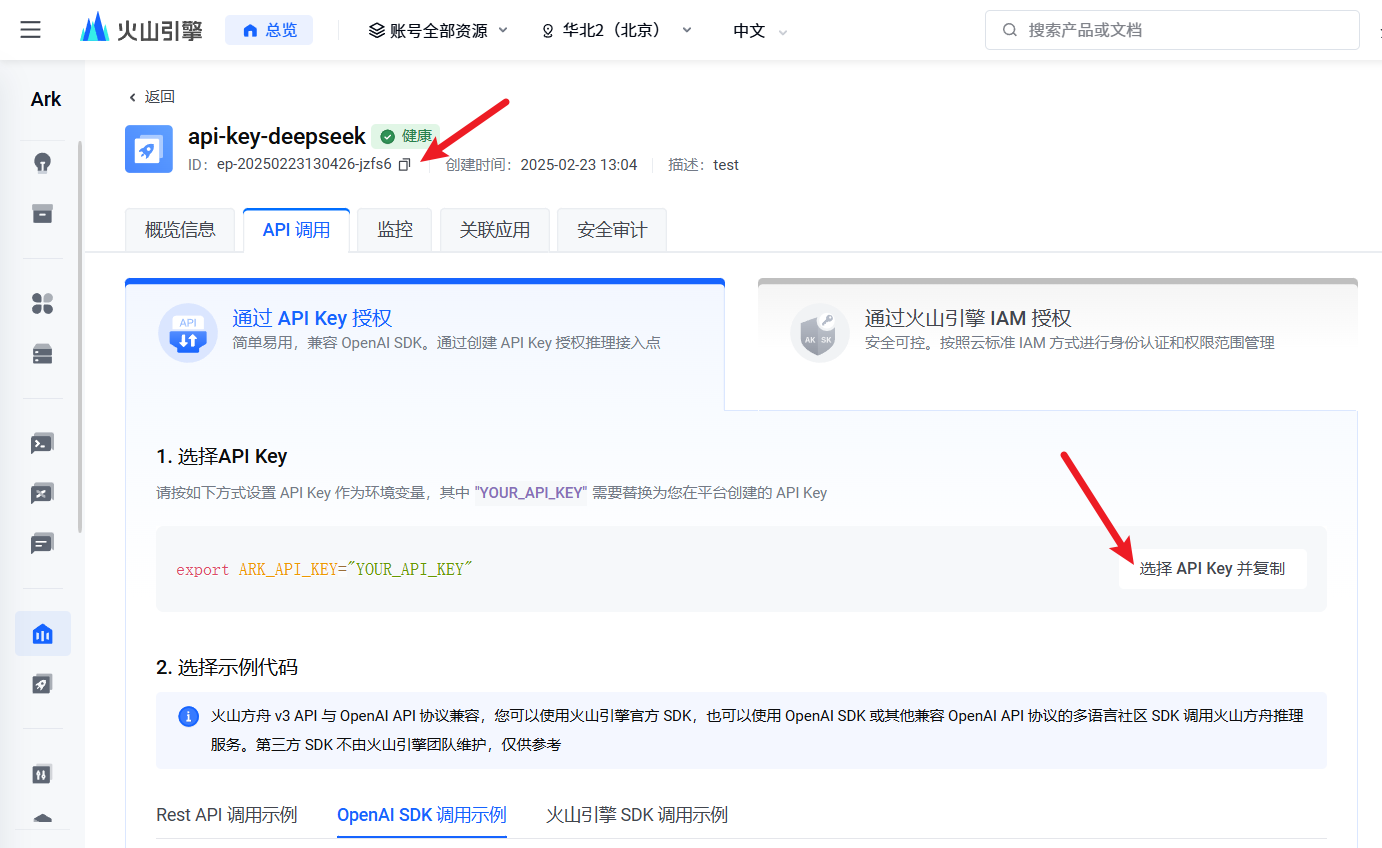 火山引擎 总览 账号全部资源 华北2（北京） 中文 搜索产品或文档
Ark
返回
api-key-deepseek 健康
ID： ep-20250223130426-jzfs6 创建时间： 2025-02-23 13:04 描述： test
概览信息 API 调用 监控 关联应用 安全审计
API
通过 API Key 授权
简单易用，兼容 OpenAI SDK。通过创建 API Key 授权推理接入点
AK SK
通过火山引擎 IAM 授权
安全可控。按照云标准 IAM 方式进行身份认证和权限范围管理
1. 选择API Key
请按如下方式设置 API Key 作为环境变量，其中 "YOUR_API_KEY" 需要替换为您在平台创建的 API Key
export ARK_API_KEY="YOUR_API_KEY"
选择 API Key 并复制
2. 选择示例代码
火山方舟 v3 API 与 OpenAI API 协议兼容，您可以使用火山引擎官方 SDK，也可以使用 OpenAI SDK 或其他兼容 OpenAI API 协议的多语言社区 SDK 调用火山方舟推理
服务。第三方 SDK 不由火山引擎团队维护，仅供参考
Rest API 调用示例 OpenAI SDK 调用示例 火山引擎 SDK 调用示例